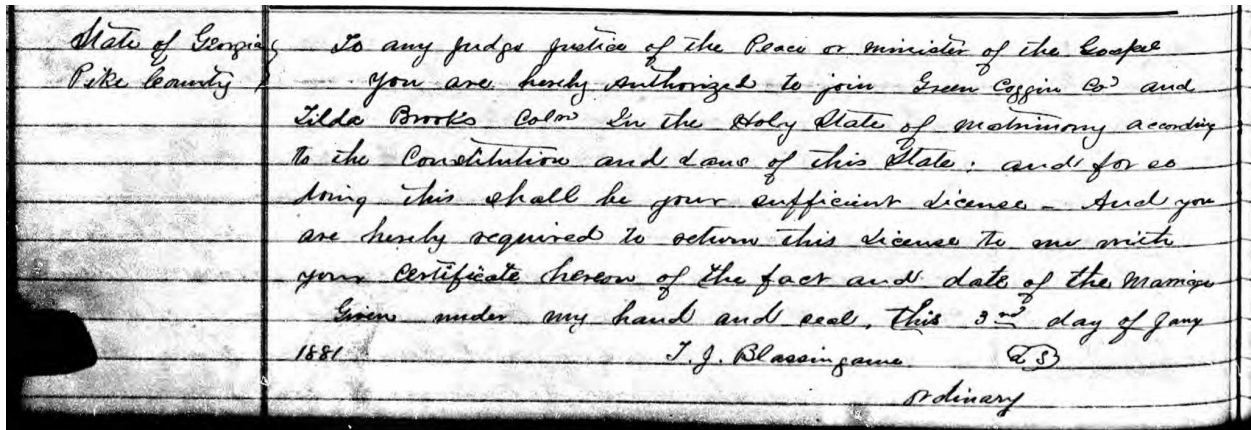 State of Georgia } To any Judge Justice of the Peace or minister of the Gospel
Pike County } You are hereby authorized to join Green Coggin Cod and
Tilda Brooks Cold In the Holy State of Matrimony according
to the Constitution and Laws of this State; and for so
doing this shall be your sufficient License – And you
are hereby required to return this License to me with
your Certificate hereon of the fact and date of the Marriage
Given under my hand and seal, this 3rd day of Jany
1881 T. J. Blassingame L.S
ordinary